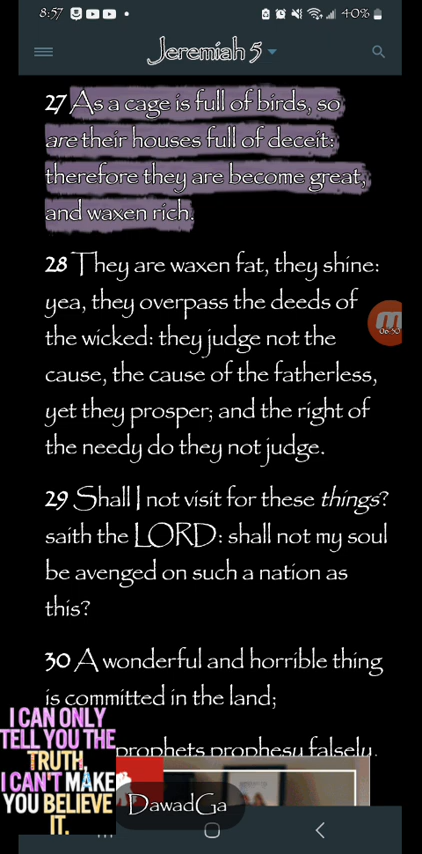 8:57
40%
Jeremiah 5
27 As a cage is full of birds, so
are their houses full of deceit:
therefore they are become great,
and waxen rich.
28 They are waxen fat, they shine:
yea, they overpass the deeds of
the wicked: they judge not the
cause, the cause of the fatherless,
yet they prosper; and the right of
the needy do they not judge.
29 Shall I not visit for these things?
saith the LORD: shall not my soul
be avenged on such a nation as
this?
30 A wonderful and horrible thing
is committed in the land;
prophets prophesy falsely,
06:50
I CAN ONLY
TELL YOU THE
TRUTH,
I CAN'T MAKE
YOU BELIEVE
IT.
DawadGa